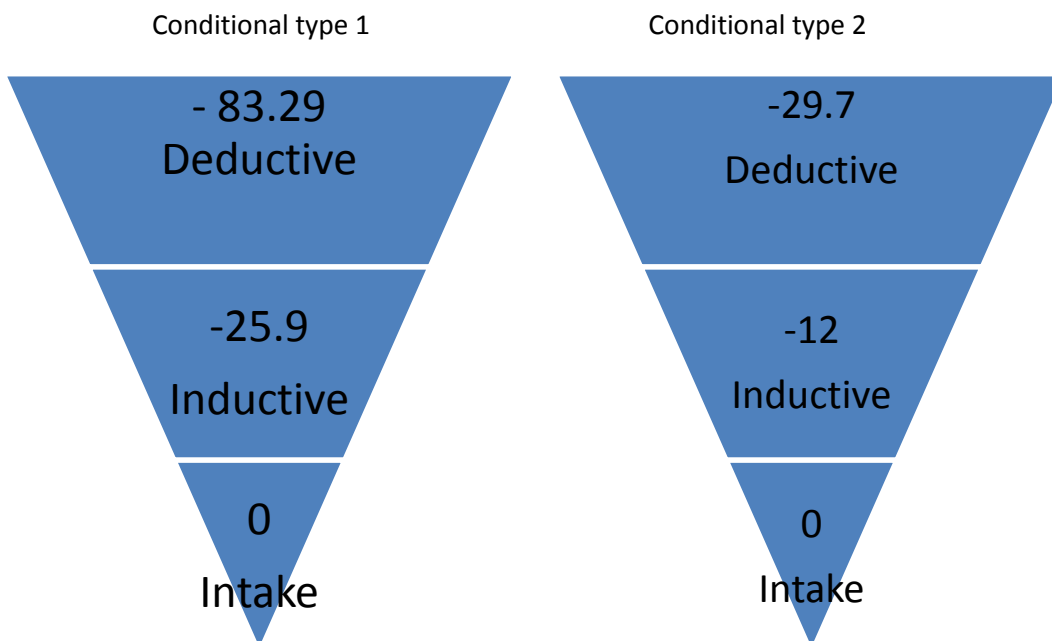 Conditional type 1
- 83.29
Deductive
-25.9
Inductive
0
Intake
Conditional type 2
-29.7
Deductive
-12
Inductive
0
Intake